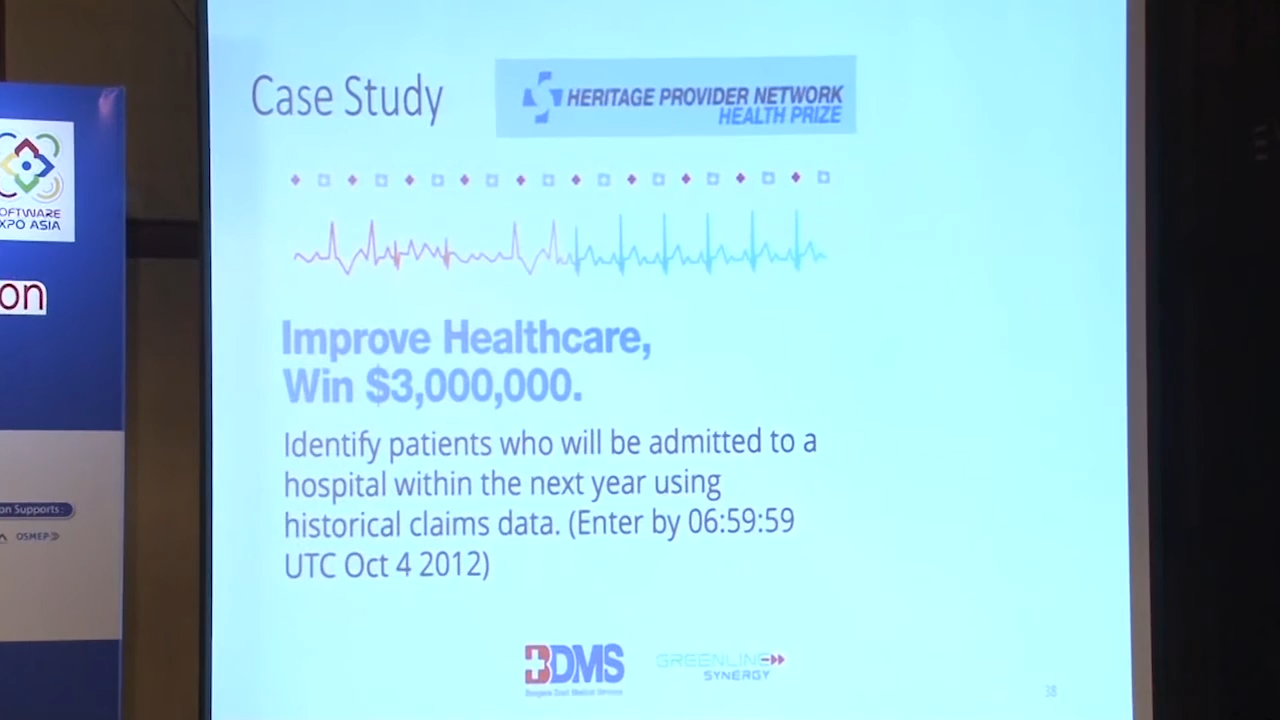 Case Study
HERITAGE PROVIDER NETWORK
HEALTH PRIZE
OFTWARE
XPO ASIA
on
Improve Healthcare,
Win $3,000,000.
Identify patients who will be admitted to a
hospital within the next year using
historical claims data. (Enter by 06:59:59
UTC Oct 4 2012)
on Supports :
OSMEP
BDMS
GREENLINE
SYNERGY
38